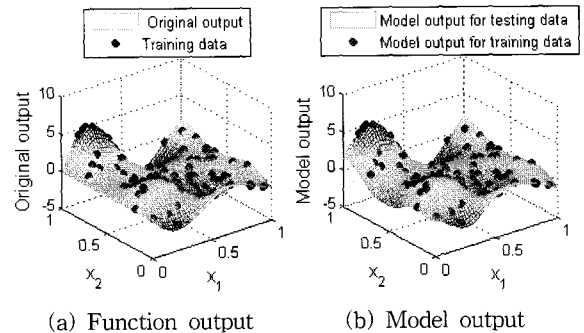 Original output
Training data
Model output for testing data
Model output for training data
10
5
0
-5
1
0.5
0
0
0.5
1
Original output
x2
x1
10
5
0
-5
1
0.5
0
0
0.5
1
Model output
x2
x1
(a) Function output
(b) Model output